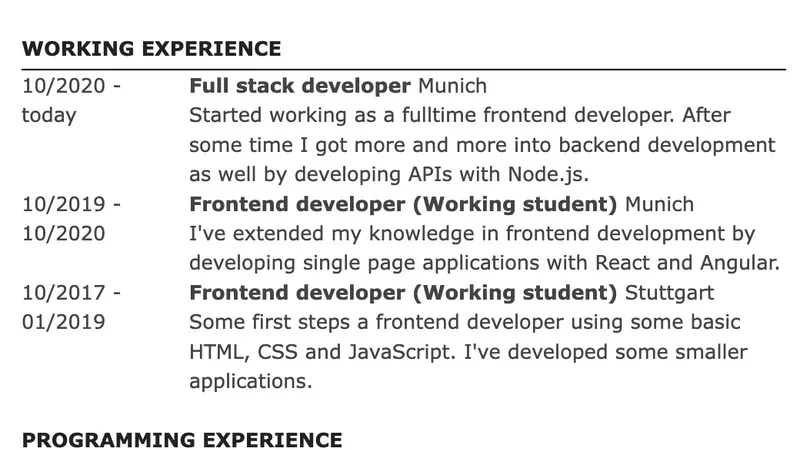 WORKING EXPERIENCE
10/2020 - Full stack developer Munich
today Started working as a fulltime frontend developer. After
some time I got more and more into backend development
as well by developing APIs with Node.js.
10/2019 - Frontend developer (Working student) Munich
10/2020 I've extended my knowledge in frontend development by
developing single page applications with React and Angular.
10/2017 - Frontend developer (Working student) Stuttgart
01/2019 Some first steps a frontend developer using some basic
HTML, CSS and JavaScript. I've developed some smaller
applications.
PROGRAMMING EXPERIENCE